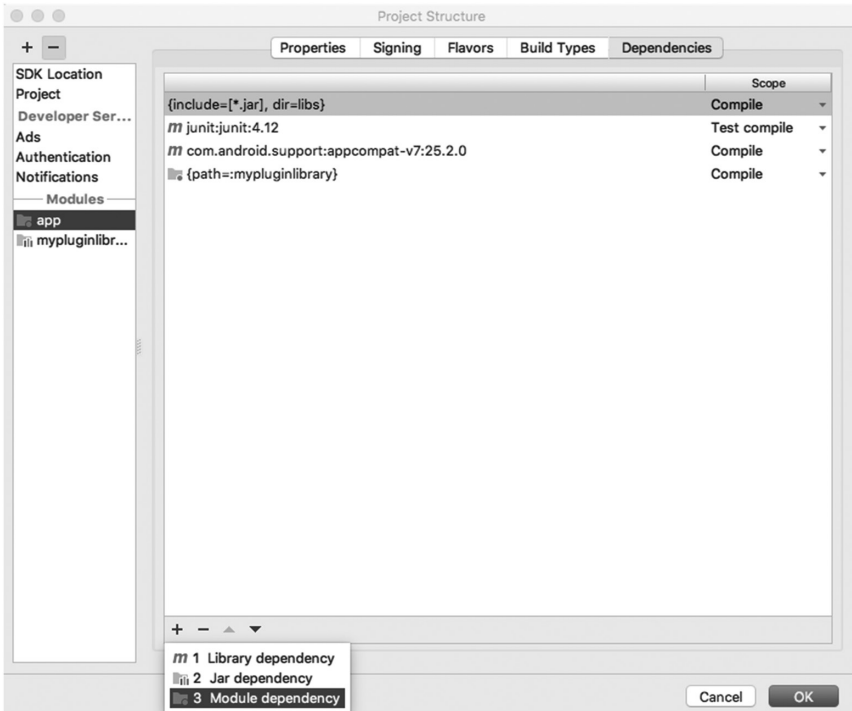 Project Structure
+ −
Properties Signing Flavors Build Types Dependencies
SDK Location
Project
Developer Ser...
Ads
Authentication
Notifications
Modules
app
mypluginlibr...
Scope
{include=[*.jar], dir=libs} Compile
m junit:junit:4.12 Test compile
m com.android.support:appcompat-v7:25.2.0 Compile
{path=:mypluginlibrary} Compile
+ −
m 1 Library dependency
2 Jar dependency
3 Module dependency
Cancel OK